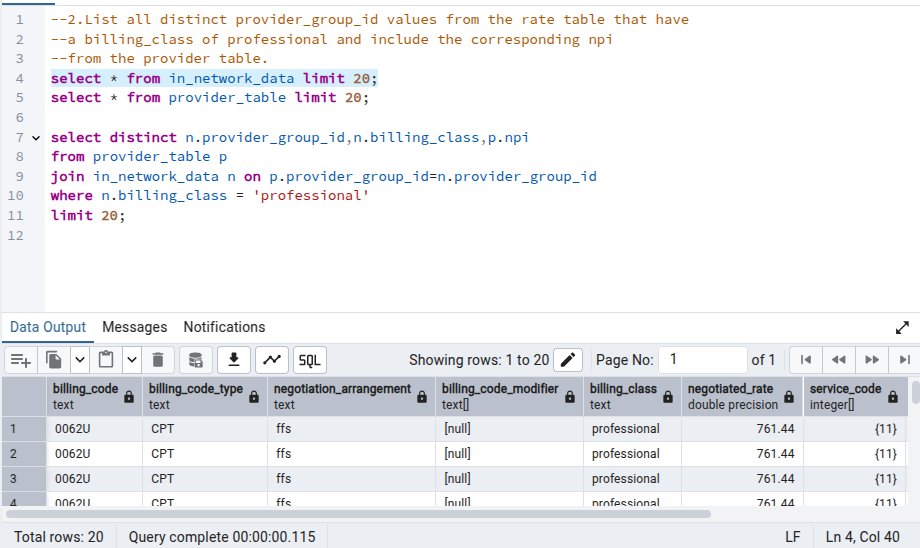 1 --2.List all distinct provider_group_id values from the rate table that have
2 --a billing_class of professional and include the corresponding npi
3 --from the provider table.
4 select * from in_network_data limit 20;
5 select * from provider_table limit 20;
6
7 select distinct n.provider_group_id,n.billing_class,p.npi
8 from provider_table p
9 join in_network_data n on p.provider_group_id=n.provider_group_id
10 where n.billing_class = 'professional'
11 limit 20;
12
Data Output Messages Notifications
SQL Showing rows: 1 to 20 Page No: 1 of 1
billing_code billing_code_type negotiation_arrangement billing_code_modifier billing_class negotiated_rate service_code
text text text text[] text double precision integer[]
1 0062U CPT ffs [null] professional 761.44 {11}
2 0062U CPT ffs [null] professional 761.44 {11}
3 0062U CPT ffs [null] professional 761.44 {11}
4 0062U CPT ffs [null] professional 761.44 {11}
Total rows: 20 Query complete 00:00:00.115 LF Ln 4, Col 40